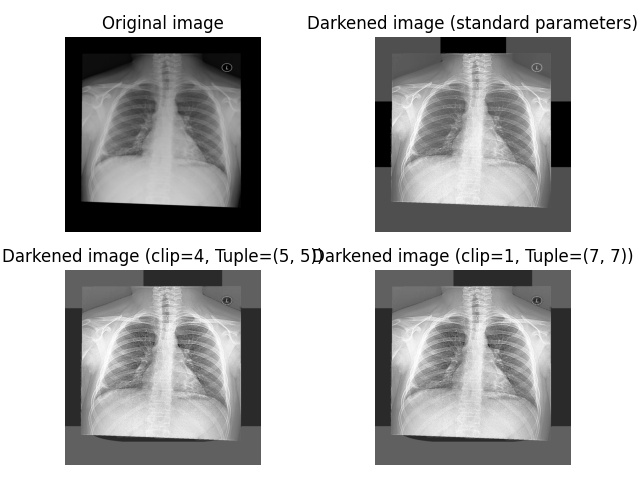 Original image
Darkened image (standard parameters)
L
L
Darkened image (clip=4, Tuple=(5, 5))
Darkened image (clip=1, Tuple=(7, 7))
L
L